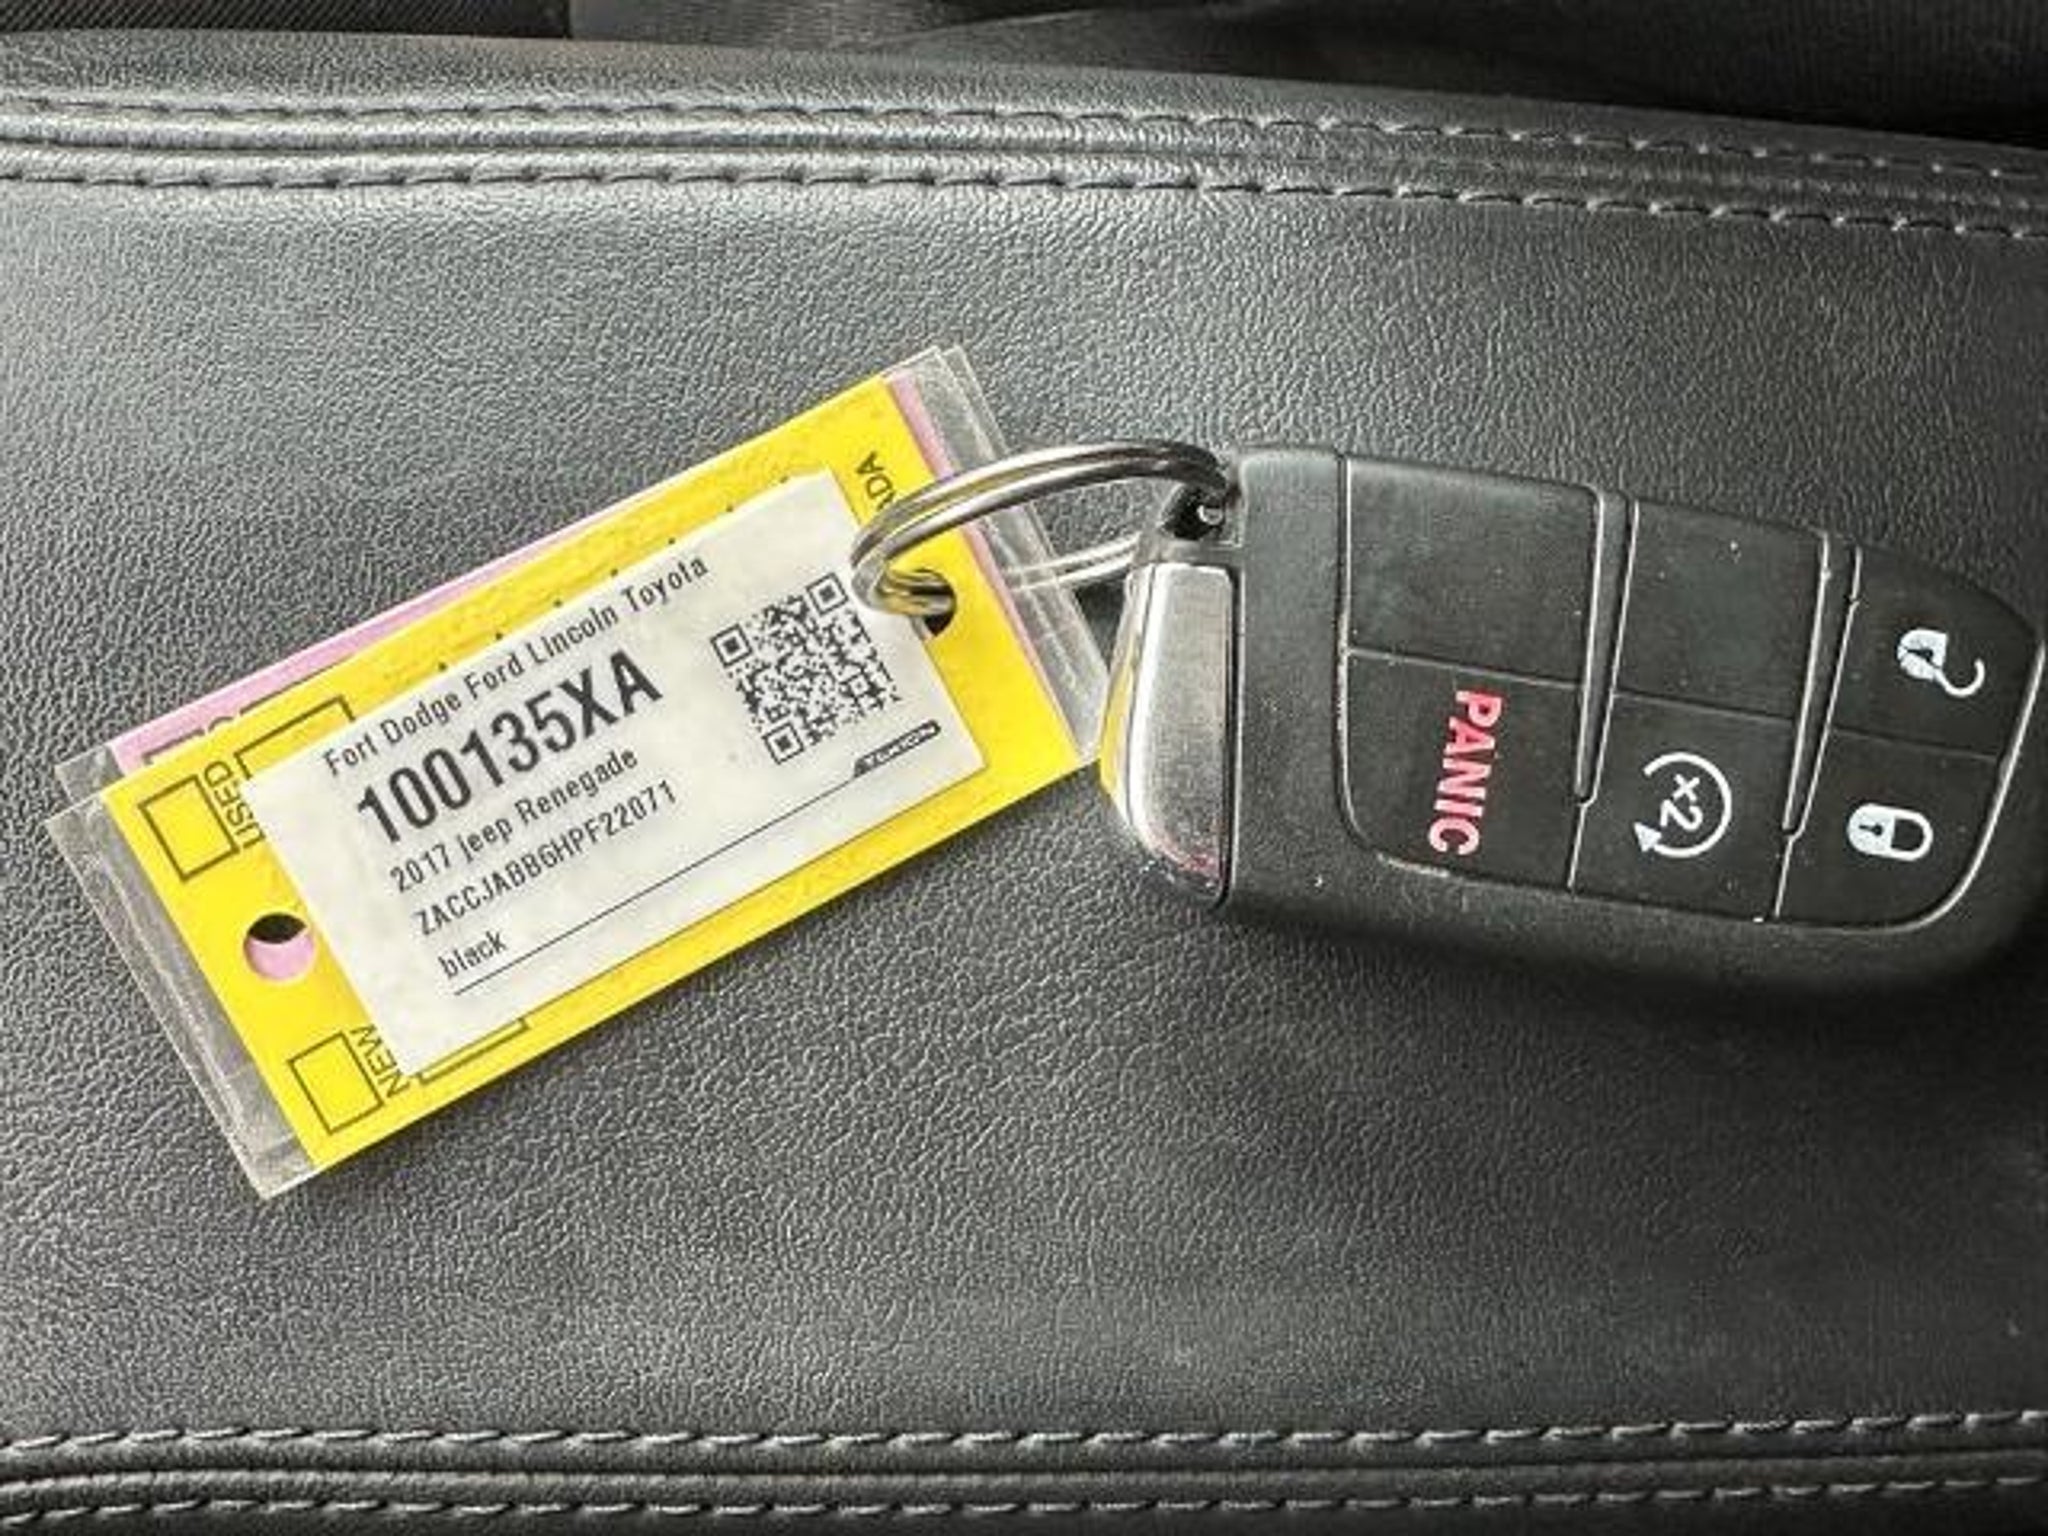 Fort Dodge Ford Lincoln Toyota
100135XA
2017 Jeep Renegade
ZACCJABB6HPF22071
black
USED
NEW
PANIC
x2